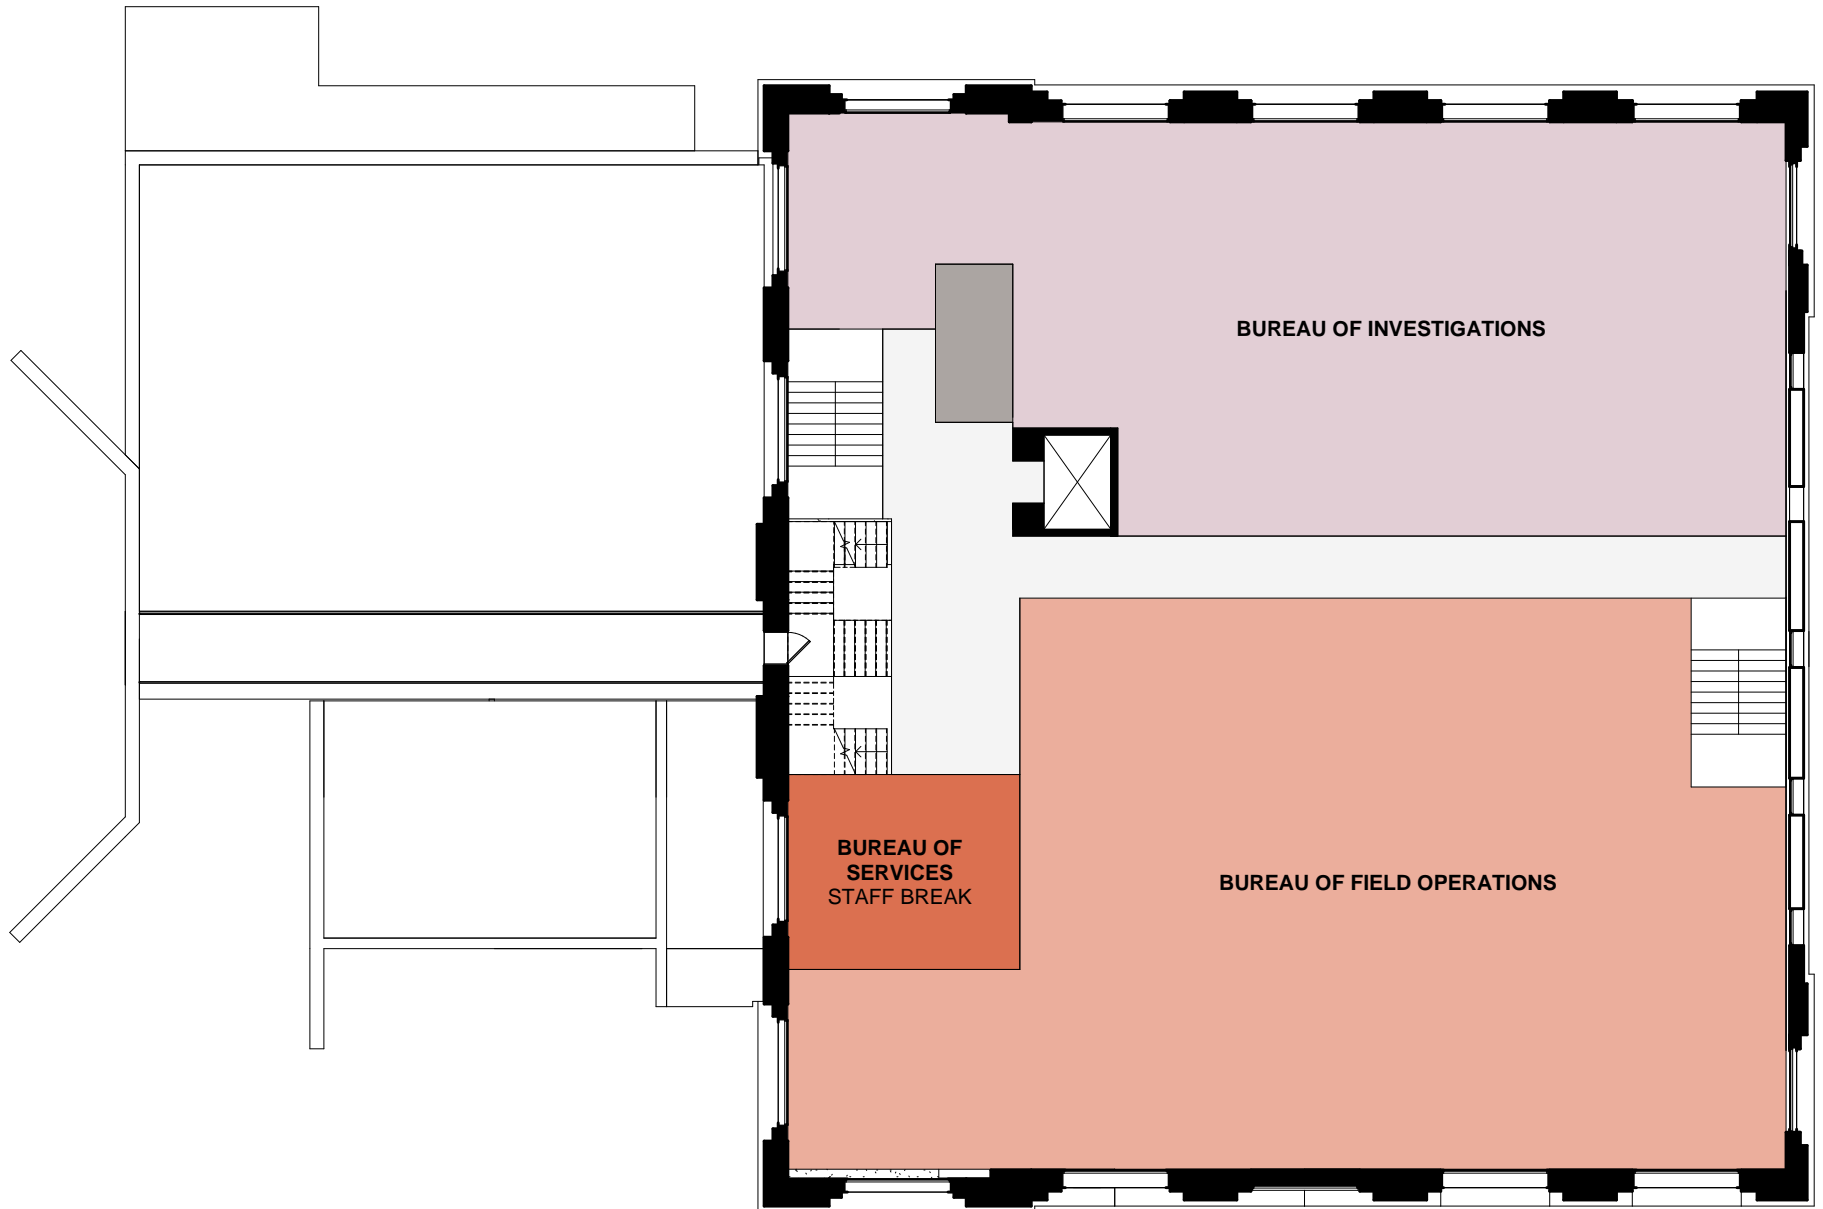 BUREAU OF INVESTIGATIONS
BUREAU OF
SERVICES
STAFF BREAK
BUREAU OF FIELD OPERATIONS